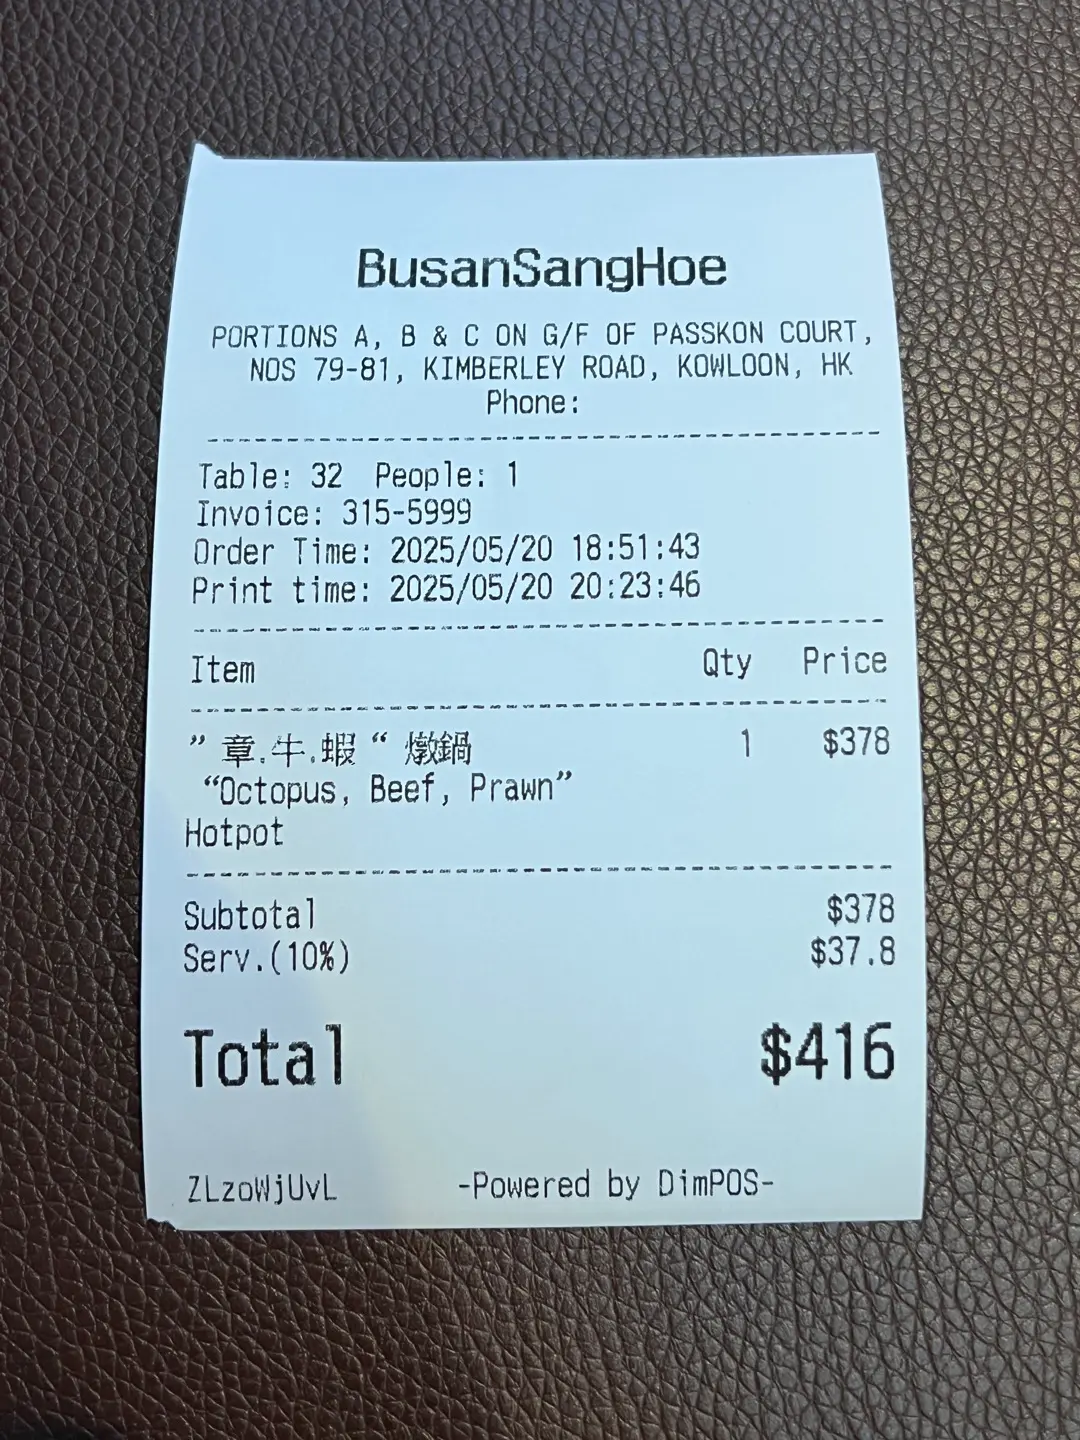 BusanSangHoe
PORTIONS A, B & C ON G/F OF PASSKON COURT,
NOS 79-81, KIMBERLEY ROAD, KOWLOON, HK
Phone:
Table: 32 People: 1
Invoice: 315-5999
Order Time: 2025/05/20 18:51:43
Print time: 2025/05/20 20:23:46
Item Qty Price
” 章.牛.蝦 “ 燉鍋 1 $378
“Octopus, Beef, Prawn”
Hotpot
Subtotal $378
Serv.(10%) $37.8
Total $416
ZLzoWjUvL -Powered by DimPOS-